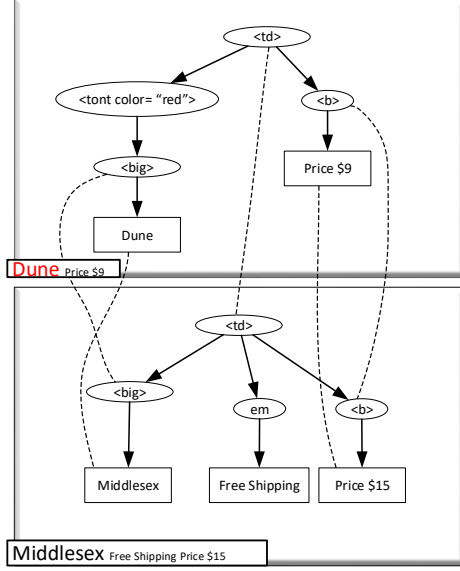 <td>
<tont color= “red”>
<b>
<big>
Price $9
Dune
Dune Price $9
<td>
<big>
em
<b>
Middlesex
Free Shipping
Price $15
Middlesex Free Shipping Price $15